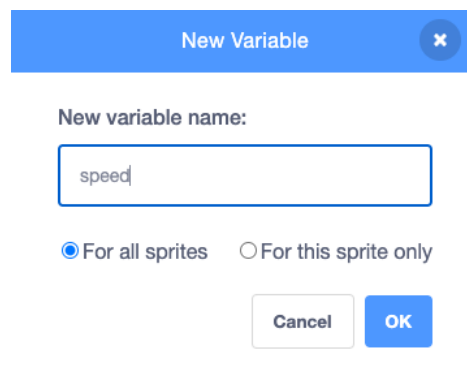 New Variable
New variable name:
speed
For all sprites For this sprite only
Cancel OK